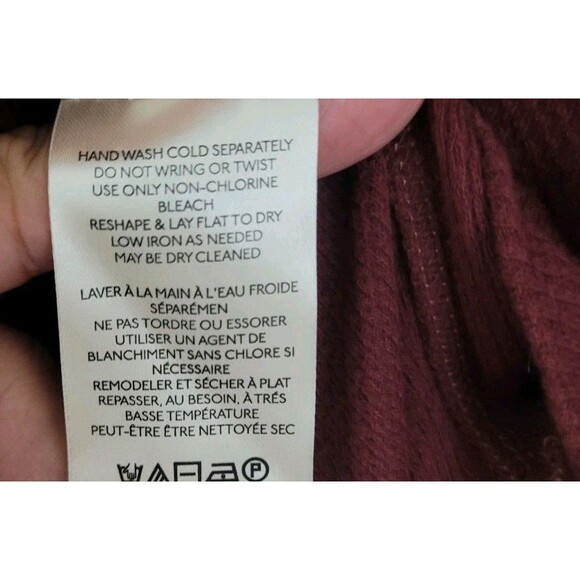 HAND WASH COLD SEPARATELY
DO NOT WRING OR TWIST
USE ONLY NON-CHLORINE
BLEACH
RESHAPE & LAY FLAT TO DRY
LOW IRON AS NEEDED
MAY BE DRY CLEANED
LAVER À LA MAIN À L'EAU FROIDE
SÉPARÉMEN
NE PAS TORDRE OU ESSORER
UTILISER UN AGENT DE
BLANCHIMENT SANS CHLORE SI
NÉCESSAIRE
REMODELER ET SÉCHER À PLAT
REPASSER, AU BESOIN, À TRÉS
BASSE TEMPÉRATURE
PEUT-ÊTRE ÊTRE NETTOYÉE SEC
P